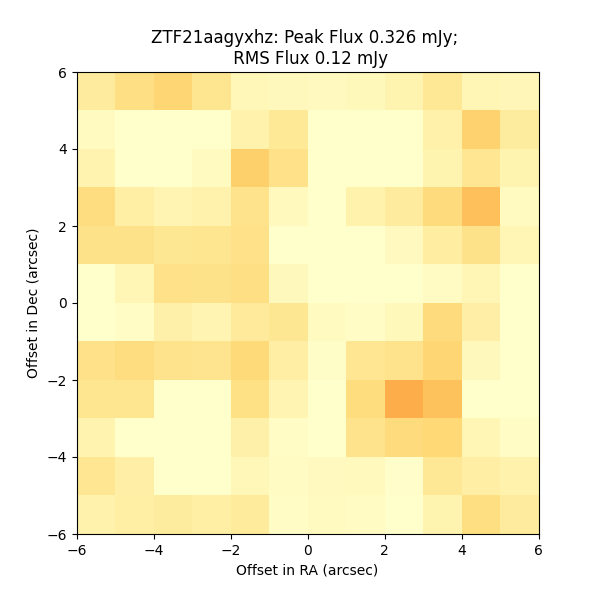 ZTF21aagyxhz: Peak Flux 0.326 mJy;
RMS Flux 0.12 mJy
6
4
2
0
−2
−4
−6
Offset in Dec (arcsec)
−6 −4 −2 0 2 4 6
Offset in RA (arcsec)